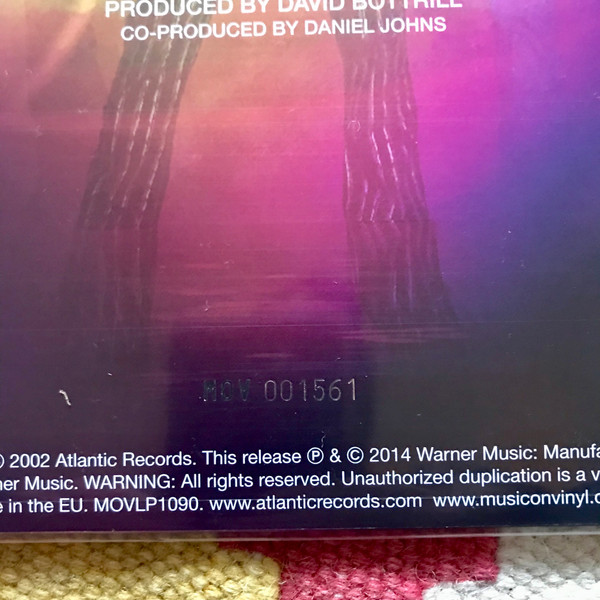 PRODUCED BY DAVID BOTTRILL
CO-PRODUCED BY DANIEL JOHNS
MOV 001561
℗ 2002 Atlantic Records. This release ℗ & © 2014 Warner Music: Manufa
ner Music. WARNING: All rights reserved. Unauthorized duplication is a v
e in the EU. MOVLP1090. www.atlanticrecords.com www.musiconvinyl.c